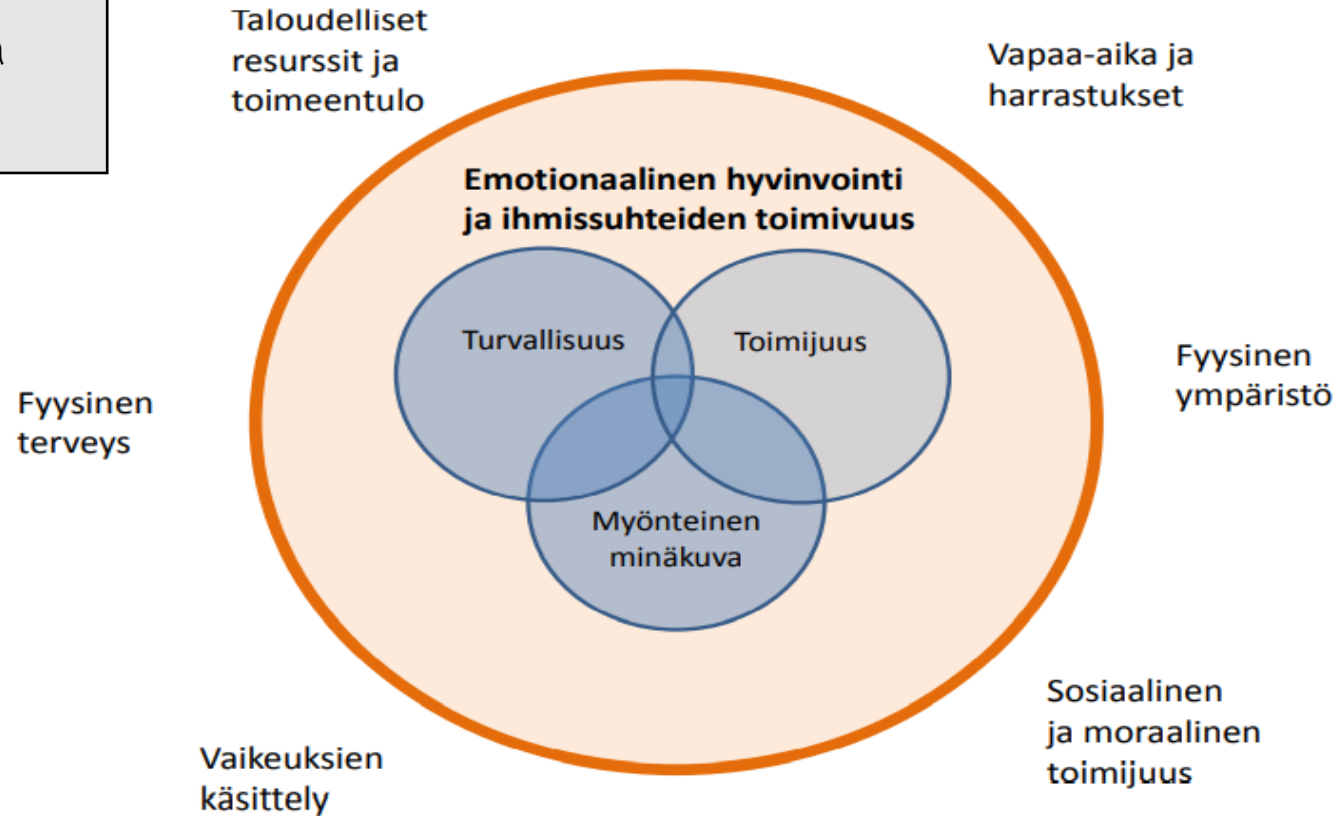 Taloudelliset
resurssit ja
toimeentulo
Vapaa-aika ja
harrastukset
Emotionaalinen hyvinvointi
ja ihmissuhteiden toimivuus
Turvallisuus
Toimijuus
Fyysinen
ympäristö
Fyysinen
terveys
Myönteinen
minäkuva
Sosiaalinen
ja moraalinen
toimijuus
Vaikeuksien
käsittely